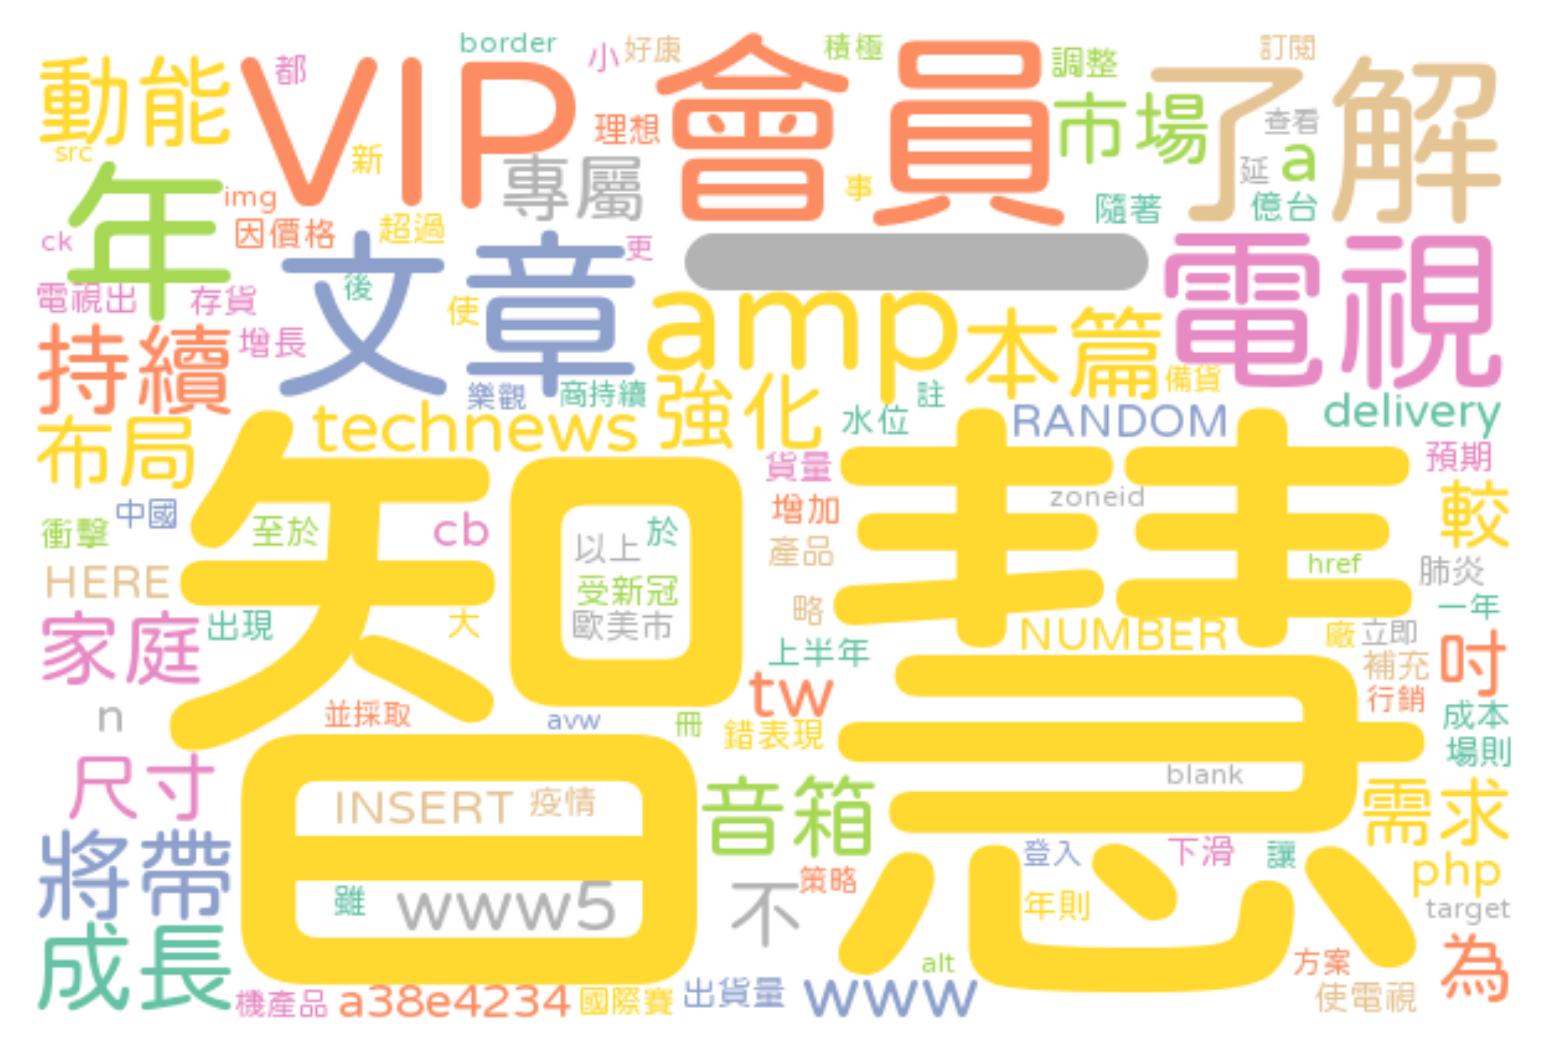 border
動能
VIP
都
小
好康
會員
積極
調整
訂閱
了解
src
新
理想
市場
查看
a
年
img
專屬
事
延
隨著
億台
ck
因價格
超過
更
一
文章
後
電視
電視出
存貨
使
amp
本篇
持續
增長
備貨
樂觀
商持續
強化
註
水位
RANDOM
delivery
布局
technews
智慧
貨量
預期
中國
zoneid
增加
較
衝擊
至於
cb
以上
於
產品
href
肺炎
HERE
受新冠
略
一年
家庭
出現
大
歐美市
NUMBER
廠
立即
上半年
補充
吋
n
並採取
avw
冊
tw
行銷
成本
錯表現
場則
尺寸
blank
INSERT
疫情
音箱
需求
將帶
登入
下滑
讓
php
雖
www5
不
策略
年則
target
成長
alt
方案
為
機產品
a38e4234
國際賽
出貨量
www
使電視